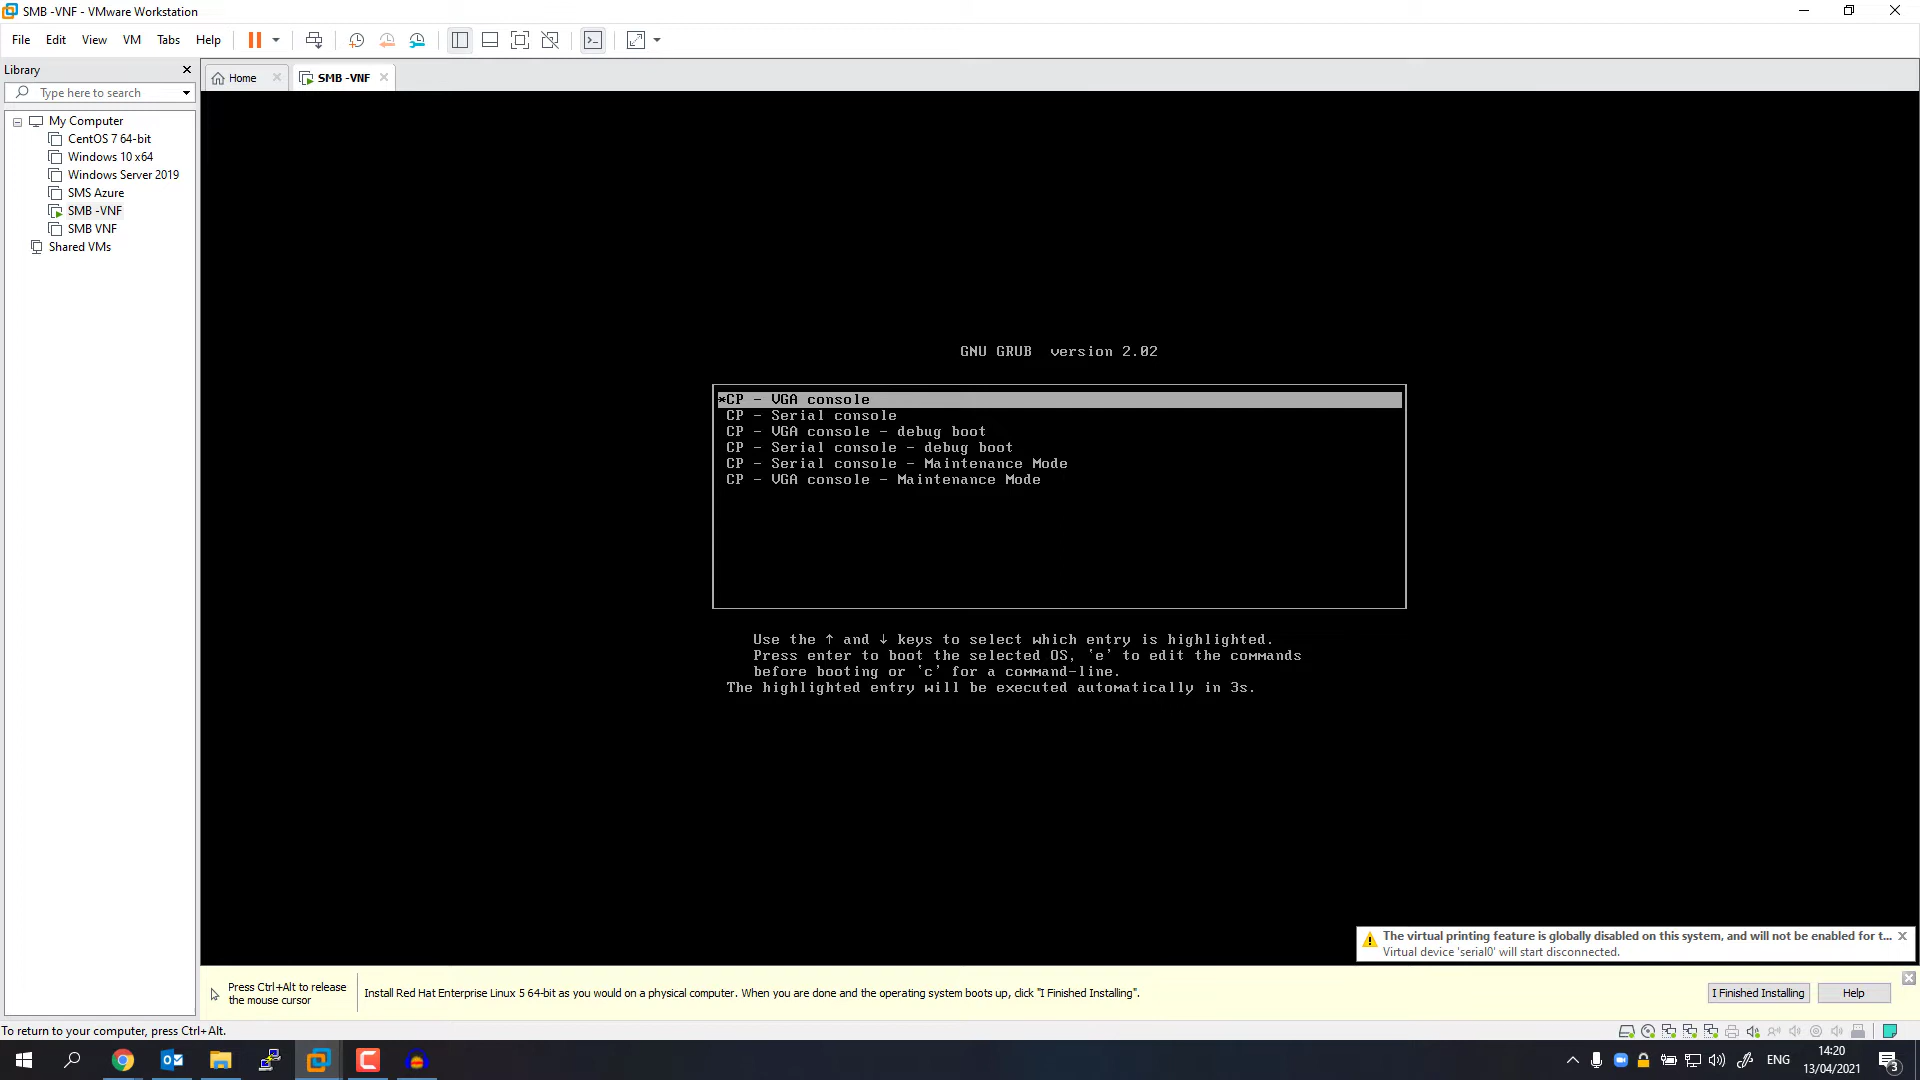 SMB -VNF - VMware Workstation
File Edit View VM Tabs Help
Library
Home
SMB -VNF
Type here to search
My Computer
CentOS 7 64-bit
Windows 10 x64
Windows Server 2019
SMS Azure
SMB -VNF
SMB VNF
Shared VMs
GNU GRUB version 2.02
*CP - VGA console
CP - Serial console
CP - VGA console - debug boot
CP - Serial console - debug boot
CP - Serial console - Maintenance Mode
CP - VGA console - Maintenance Mode
Use the ↑ and ↓ keys to select which entry is highlighted.
Press enter to boot the selected OS, `e' to edit the commands
before booting or `c' for a command-line.
The highlighted entry will be executed automatically in 3s.
The virtual printing feature is globally disabled on this system, and will not be enabled for t...
Virtual device 'serial0' will start disconnected.
Press Ctrl+Alt to release
the mouse cursor
Install Red Hat Enterprise Linux 5 64-bit as you would on a physical computer. When you are done and the operating system boots up, click "I Finished Installing".
I Finished Installing
Help
To return to your computer, press Ctrl+Alt.
ENG
14:20
13/04/2021
3